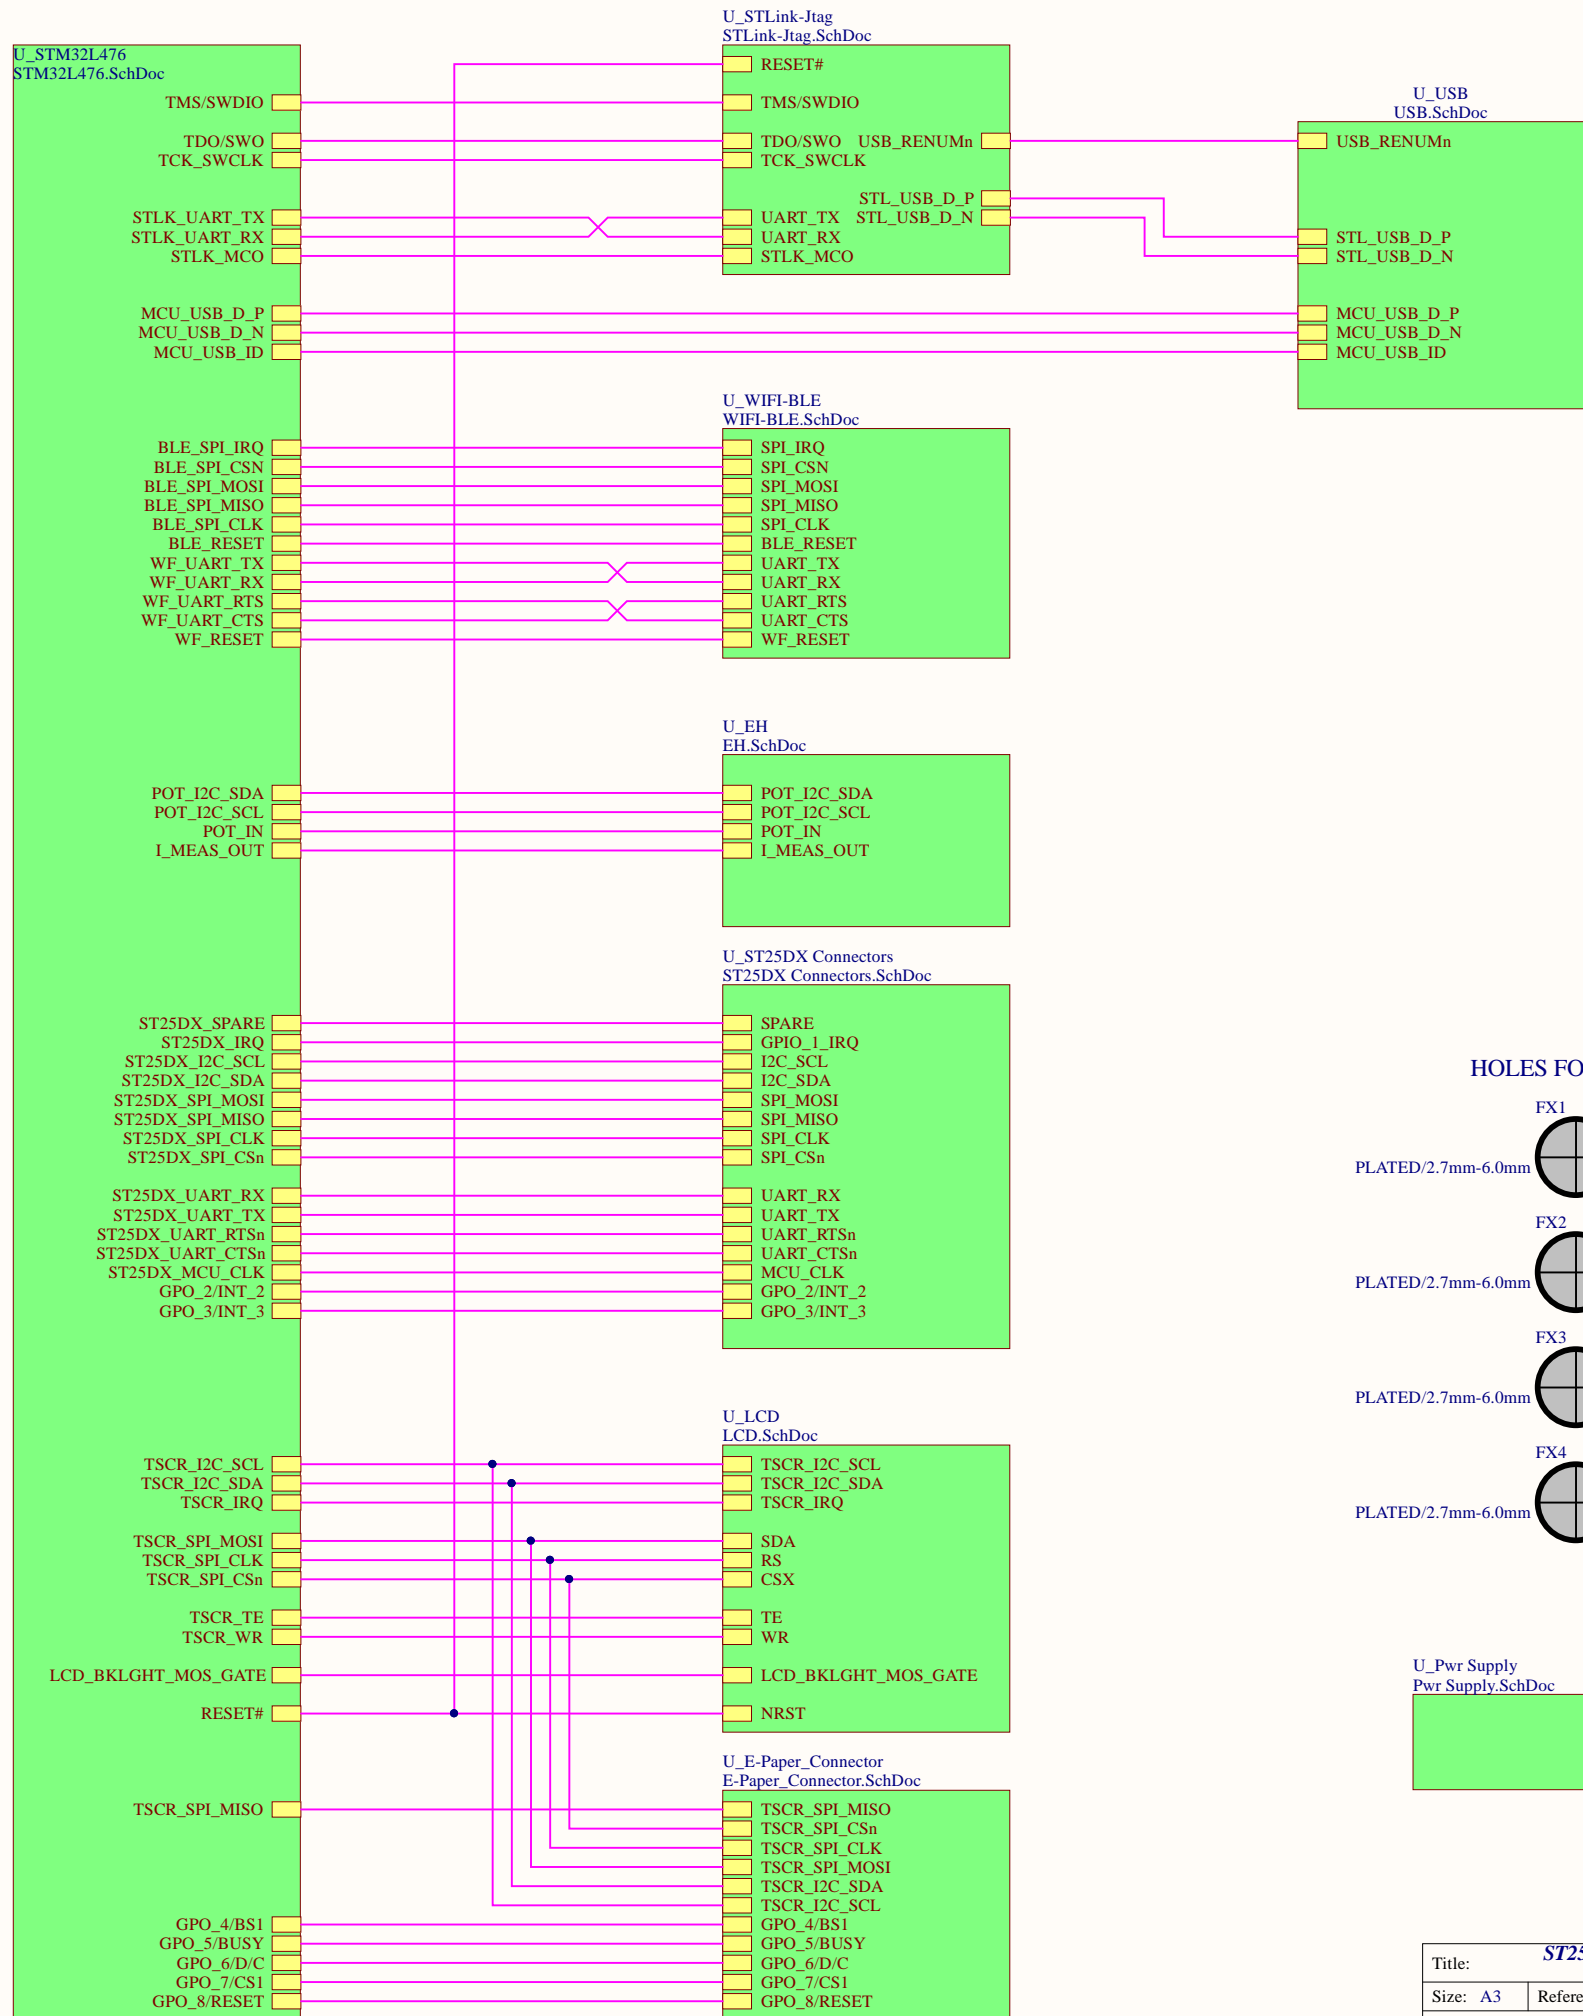 U_STM32L476
STM32L476.SchDoc
TMS/SWDIO
TDO/SWO
TCK_SWCLK
STLK_UART_TX
STLK_UART_RX
STLK_MCO
MCU_USB_D_P
MCU_USB_D_N
MCU_USB_ID
BLE_SPI_IRQ
BLE_SPI_CSN
BLE_SPI_MOSI
BLE_SPI_MISO
BLE_SPI_CLK
BLE_RESET
WF_UART_TX
WF_UART_RX
WF_UART_RTS
WF_UART_CTS
WF_RESET
POT_I2C_SDA
POT_I2C_SCL
POT_IN
I_MEAS_OUT
ST25DX_SPARE
ST25DX_IRQ
ST25DX_I2C_SCL
ST25DX_I2C_SDA
ST25DX_SPI_MOSI
ST25DX_SPI_MISO
ST25DX_SPI_CLK
ST25DX_SPI_CSn
ST25DX_UART_RX
ST25DX_UART_TX
ST25DX_UART_RTSn
ST25DX_UART_CTSn
ST25DX_MCU_CLK
GPO_2/INT_2
GPO_3/INT_3
TSCR_I2C_SCL
TSCR_I2C_SDA
TSCR_IRQ
TSCR_SPI_MOSI
TSCR_SPI_CLK
TSCR_SPI_CSn
TSCR_TE
TSCR_WR
LCD_BKLGHT_MOS_GATE
RESET#
TSCR_SPI_MISO
GPO_4/BS1
GPO_5/BUSY
GPO_6/D/C
GPO_7/CS1
GPO_8/RESET
U_STLink-Jtag
STLink-Jtag.SchDoc
RESET#
TMS/SWDIO
TDO/SWO USB_RENUMn
TCK_SWCLK
STL_USB_D_P
UART_TX STL_USB_D_N
UART_RX
STLK_MCO
U_WIFI-BLE
WIFI-BLE.SchDoc
SPI_IRQ
SPI_CSN
SPI_MOSI
SPI_MISO
SPI_CLK
BLE_RESET
UART_TX
UART_RX
UART_RTS
UART_CTS
WF_RESET
U_EH
EH.SchDoc
POT_I2C_SDA
POT_I2C_SCL
POT_IN
I_MEAS_OUT
U_ST25DX Connectors
ST25DX Connectors.SchDoc
SPARE
GPIO_1_IRQ
I2C_SCL
I2C_SDA
SPI_MOSI
SPI_MISO
SPI_CLK
SPI_CSn
UART_RX
UART_TX
UART_RTSn
UART_CTSn
MCU_CLK
GPO_2/INT_2
GPO_3/INT_3
U_LCD
LCD.SchDoc
TSCR_I2C_SCL
TSCR_I2C_SDA
TSCR_IRQ
SDA
RS
CSX
TE
WR
LCD_BKLGHT_MOS_GATE
NRST
U_E-Paper_Connector
E-Paper_Connector.SchDoc
TSCR_SPI_MISO
TSCR_SPI_CSn
TSCR_SPI_CLK
TSCR_SPI_MOSI
TSCR_I2C_SDA
TSCR_I2C_SCL
GPO_4/BS1
GPO_5/BUSY
GPO_6/D/C
GPO_7/CS1
GPO_8/RESET
U_USB
USB.SchDoc
USB_RENUMn
STL_USB_D_P
STL_USB_D_N
MCU_USB_D_P
MCU_USB_D_N
MCU_USB_ID
HOLES FO
FX1
PLATED/2.7mm-6.0mm
FX2
PLATED/2.7mm-6.0mm
FX3
PLATED/2.7mm-6.0mm
FX4
PLATED/2.7mm-6.0mm
U_Pwr Supply
Pwr Supply.SchDoc
Title: ST25
Size: A3 Refere